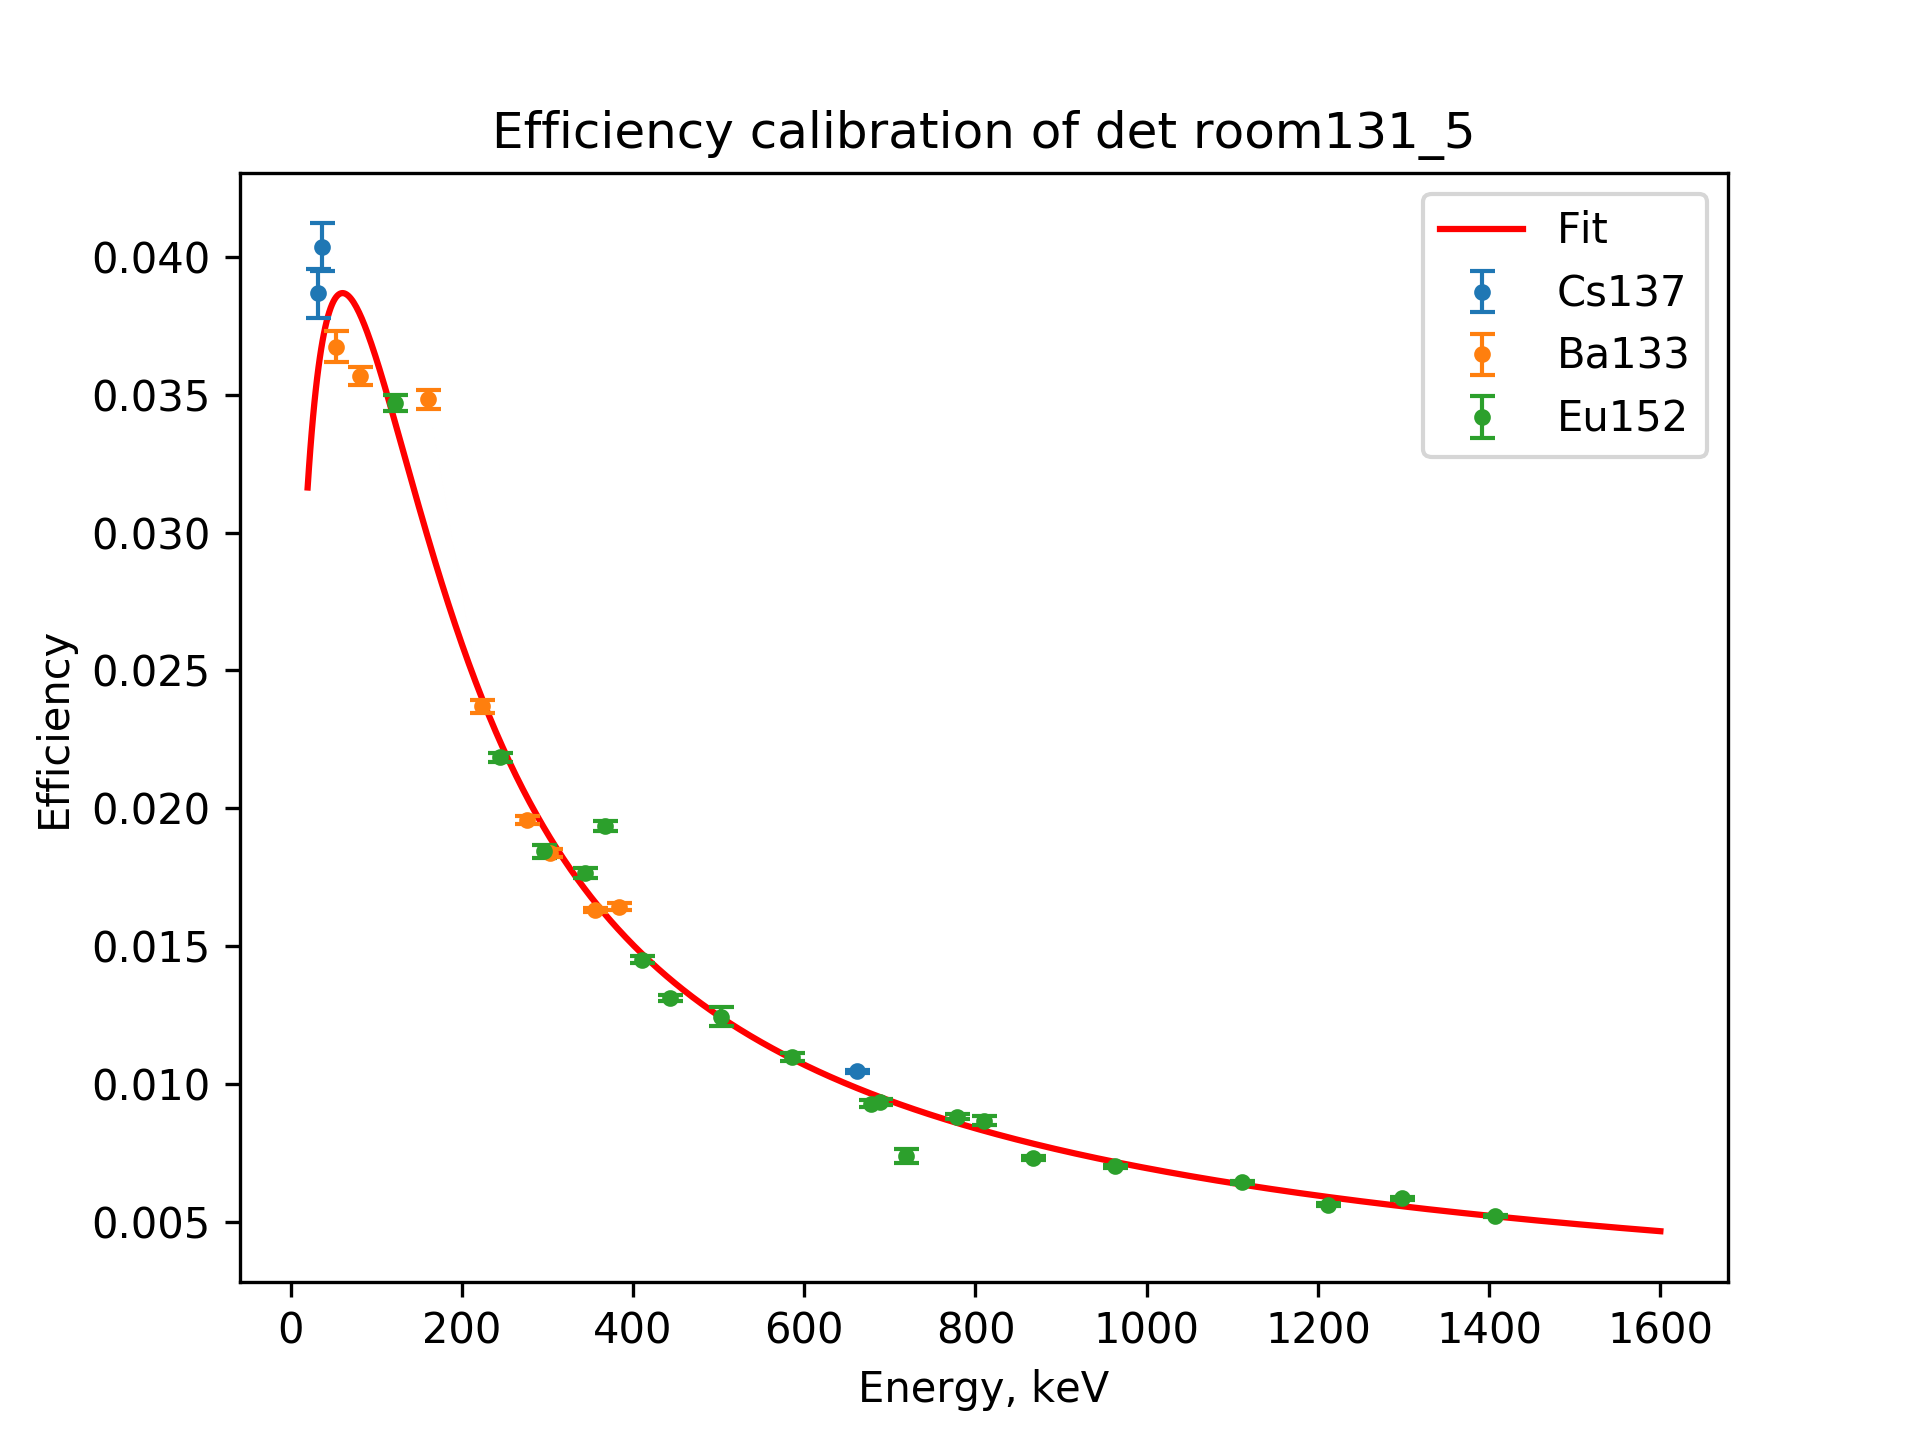 Efficiency calibration of det room131_5
Fit
Cs137
Ba133
Eu152
0.040
0.035
0.030
0.025
0.020
0.015
0.010
0.005
Efficiency
0 200 400 600 800 1000 1200 1400 1600
Energy, keV